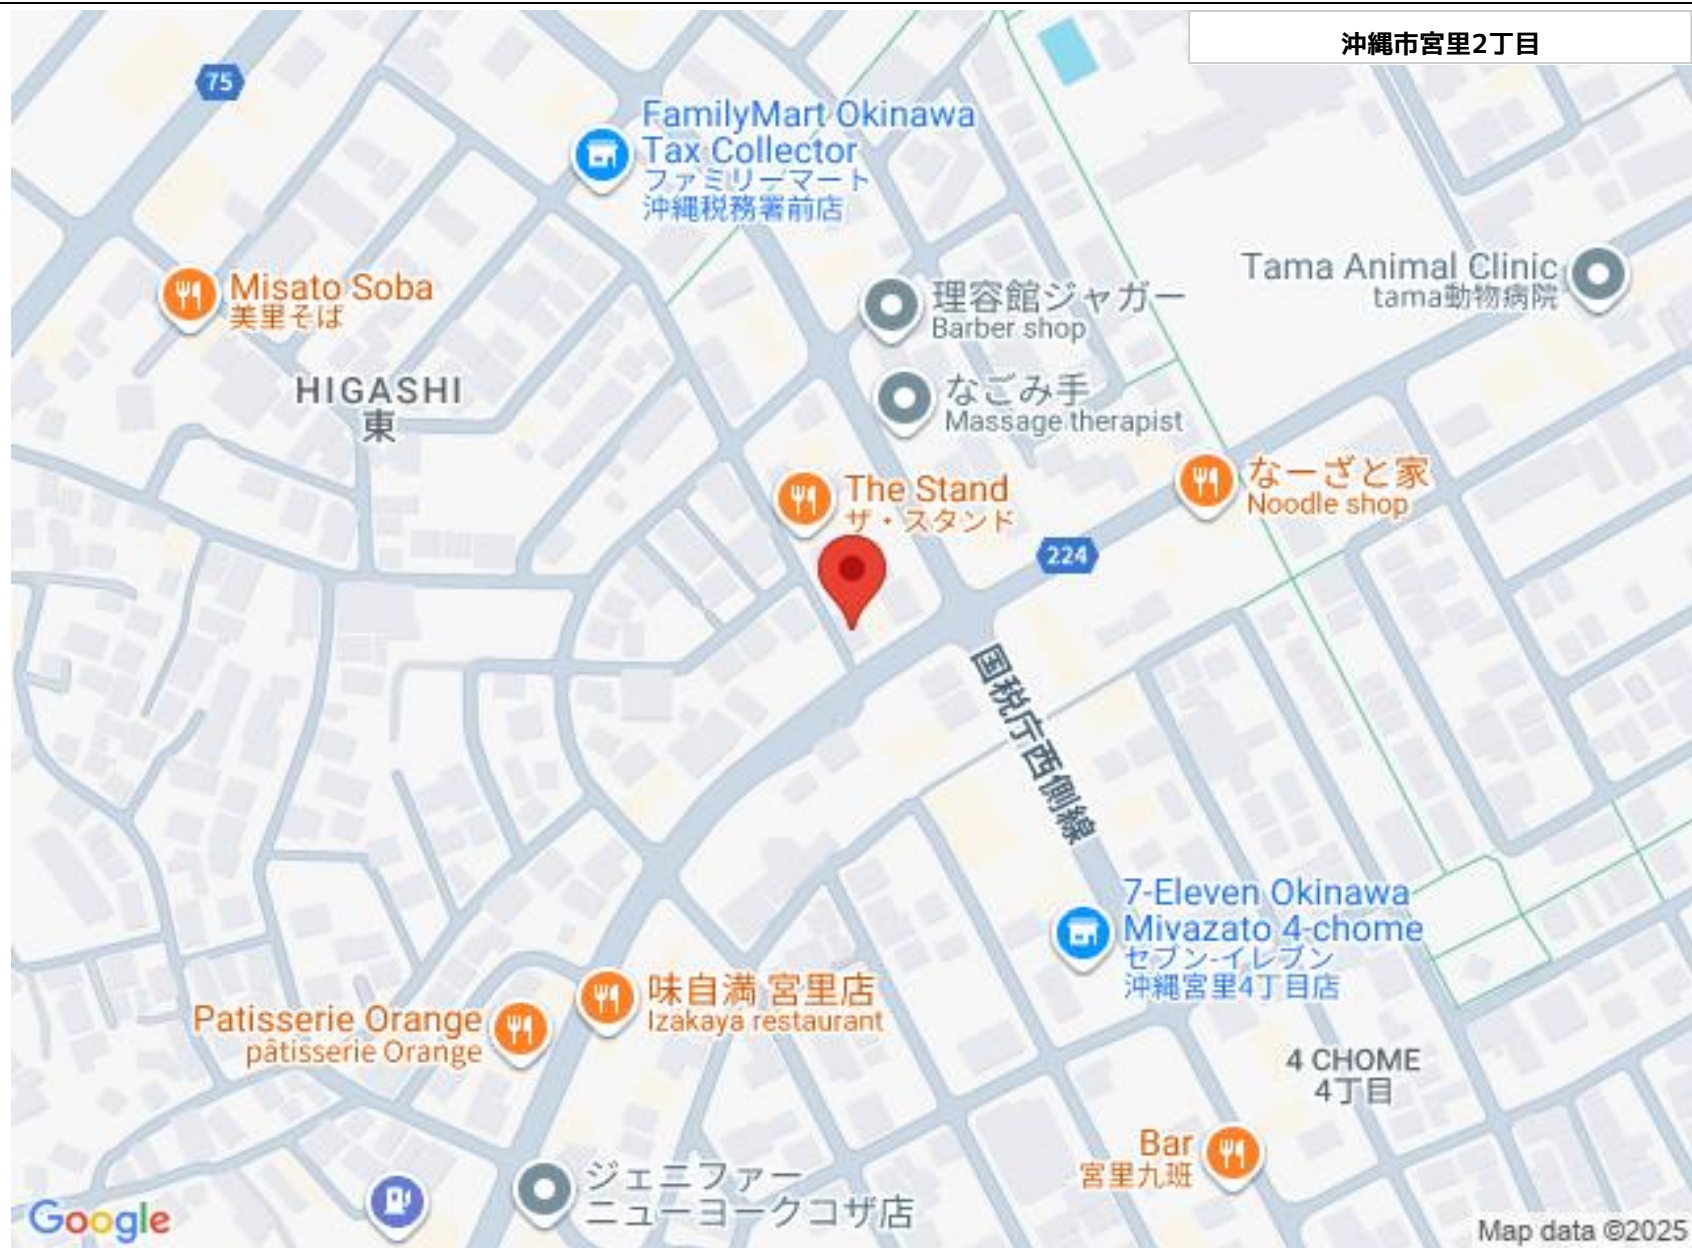 沖縄市宮里2丁目
75
FamilyMart Okinawa
Tax Collector
ファミリーマート
沖縄税務署前店
Misato Soba
美里そば
HIGASHI
東
理容館ジャガー
Barber shop
Tama Animal Clinic
tama動物病院
なごみ手
Massage therapist
The Stand
ザ・スタンド
なーざと家
Noodle shop
224
国税庁西側線
7-Eleven Okinawa
Miyazato 4-chome
セブン-イレブン
沖縄宮里4丁目店
味自満 宮里店
Izakaya restaurant
Patisserie Orange
pâtisserie Orange
4 CHOME
4丁目
Bar
宮里九班
ジェニファー
ニューヨークコザ店
Google
Map data ©2025